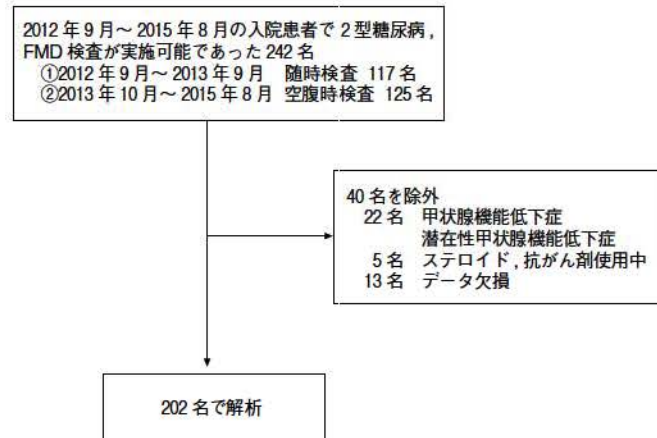 2012年9月～2015年8月の入院患者で2型糖尿病,
FMD検査が実施可能であった242名
①2012年9月～2013年9月 随時検査 117名
②2013年10月～2015年8月 空腹時検査 125名
40名を除外
22名 甲状腺機能低下症
潜在性甲状腺機能低下症
5名 ステロイド,抗がん剤使用中
13名 データ欠損
202名で解析